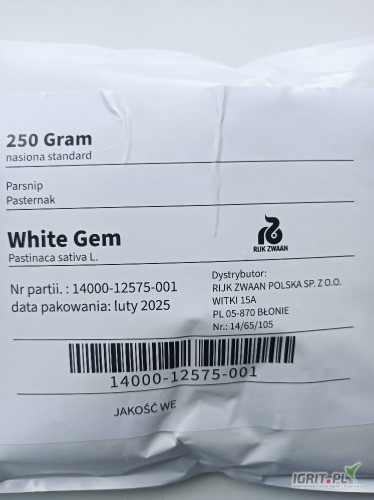 250 Gram
nasiona standard
Parsnip
Pasternak
White Gem
Pastinaca sativa L.
RIJK ZWAAN
Nr partii. : 14000-12575-001
data pakowania: luty 2025
Dystrybutor:
RIJK ZWAAN POLSKA SP. Z O.O.
WITKI 15A
PL 05-870 BŁONIE
Nr.: 14/65/105
14000-12575-001
JAKOŚĆ WE
IGRIT.PL